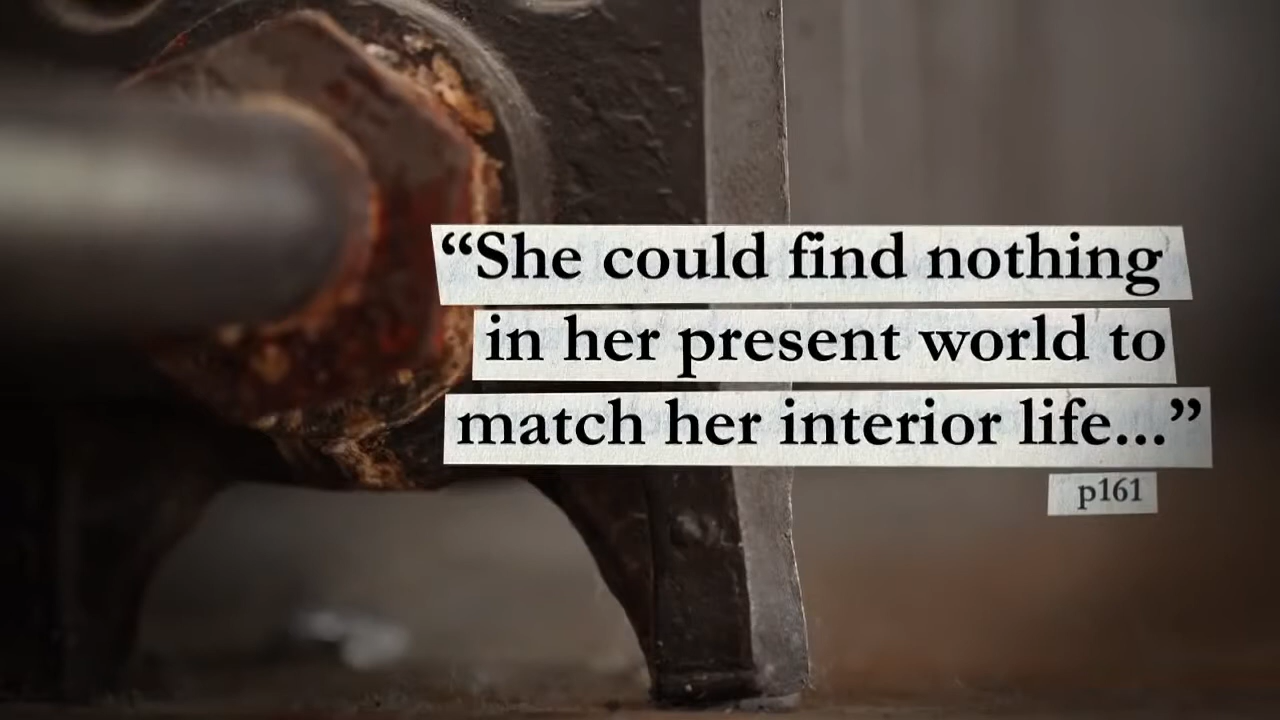 “She could find nothing
in her present world to
match her interior life...”
p161